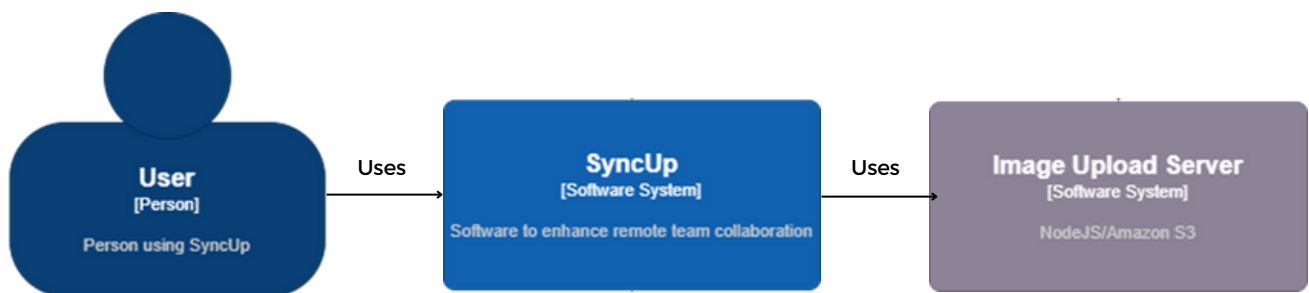 User
[Person]
Person using SyncUp
Uses
SyncUp
[Software System]
Software to enhance remote team collaboration
Uses
Image Upload Server
[Software System]
NodeJS/Amazon S3